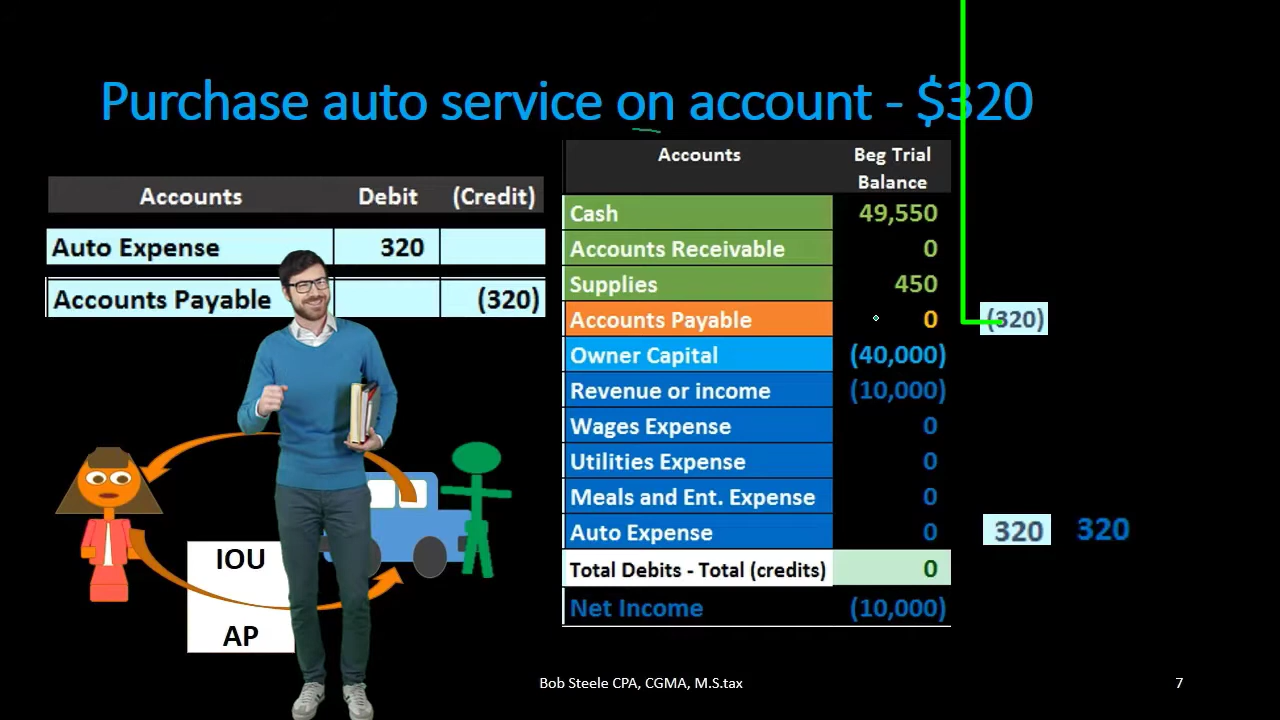 Purchase auto service on account - $320
Accounts Debit (Credit)
Auto Expense 320
Accounts Payable (320)
IOU
AP
Accounts Beg Trial Balance
Cash 49,550
Accounts Receivable 0
Supplies 450
Accounts Payable 0 (320)
Owner Capital (40,000)
Revenue or income (10,000)
Wages Expense 0
Utilities Expense 0
Meals and Ent. Expense 0
Auto Expense 0 320 320
Total Debits - Total (credits) 0
Net Income (10,000)
Bob Steele CPA, CGMA, M.S.tax 7